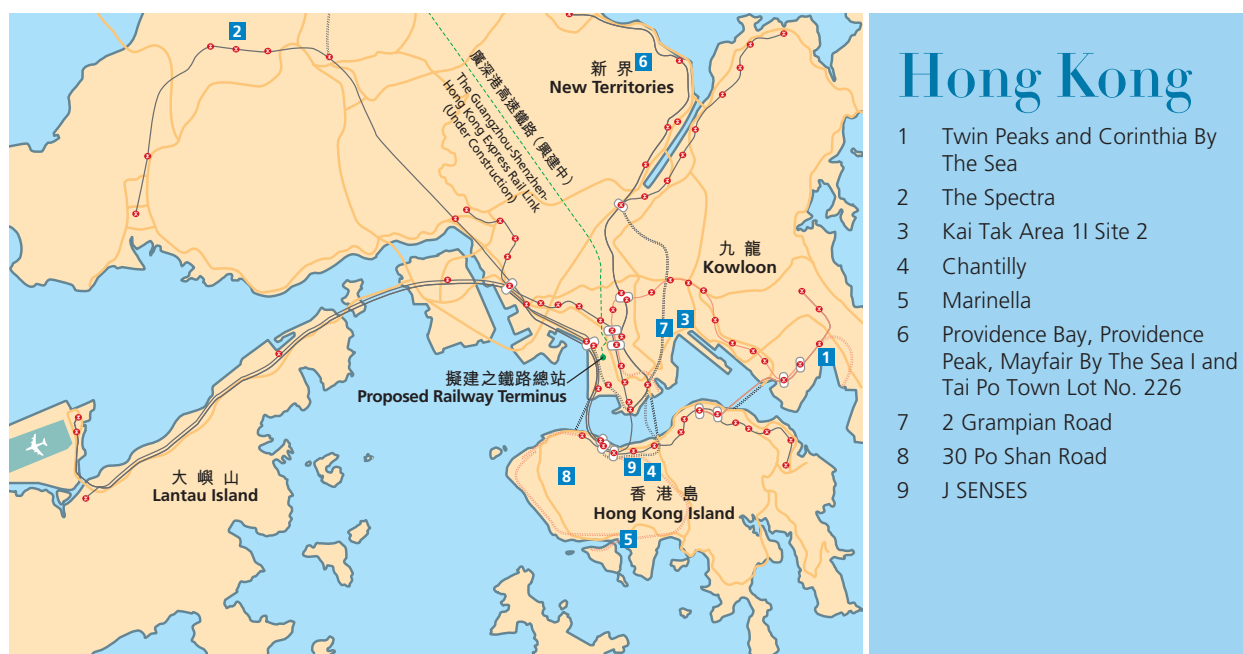 2
新界
6
New Territories
廣深港高速鐵路（興建中）
The Guangzhou-Shenzhen-
Hong Kong Express Rail Link
(Under Construction)
九龍
Kowloon
7
3
1
擬建之鐵路總站
Proposed Railway Terminus
大嶼山
Lantau Island
8
9
4
香港島
Hong Kong Island
5
Hong Kong
1 Twin Peaks and Corinthia By
The Sea
2 The Spectra
3 Kai Tak Area 1I Site 2
4 Chantilly
5 Marinella
6 Providence Bay, Providence
Peak, Mayfair By The Sea I and
Tai Po Town Lot No. 226
7 2 Grampian Road
8 30 Po Shan Road
9 J SENSES